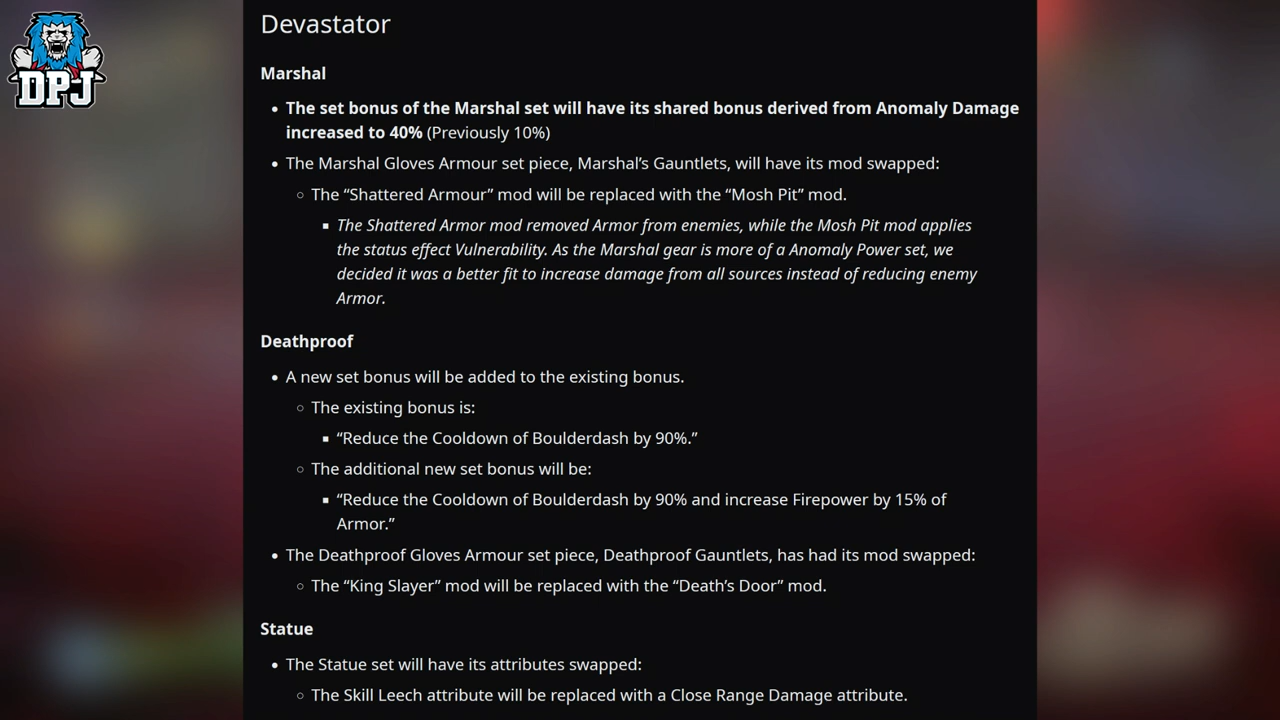 DPJ
Devastator
Marshal
• The set bonus of the Marshal set will have its shared bonus derived from Anomaly Damage
increased to 40% (Previously 10%)
• The Marshal Gloves Armour set piece, Marshal’s Gauntlets, will have its mod swapped:
◦ The “Shattered Armour” mod will be replaced with the “Mosh Pit” mod.
▪ The Shattered Armor mod removed Armor from enemies, while the Mosh Pit mod applies
the status effect Vulnerability. As the Marshal gear is more of a Anomaly Power set, we
decided it was a better fit to increase damage from all sources instead of reducing enemy
Armor.
Deathproof
• A new set bonus will be added to the existing bonus.
◦ The existing bonus is:
▪ “Reduce the Cooldown of Boulderdash by 90%.”
◦ The additional new set bonus will be:
▪ “Reduce the Cooldown of Boulderdash by 90% and increase Firepower by 15% of
Armor.”
• The Deathproof Gloves Armour set piece, Deathproof Gauntlets, has had its mod swapped:
◦ The “King Slayer” mod will be replaced with the “Death’s Door” mod.
Statue
• The Statue set will have its attributes swapped:
◦ The Skill Leech attribute will be replaced with a Close Range Damage attribute.